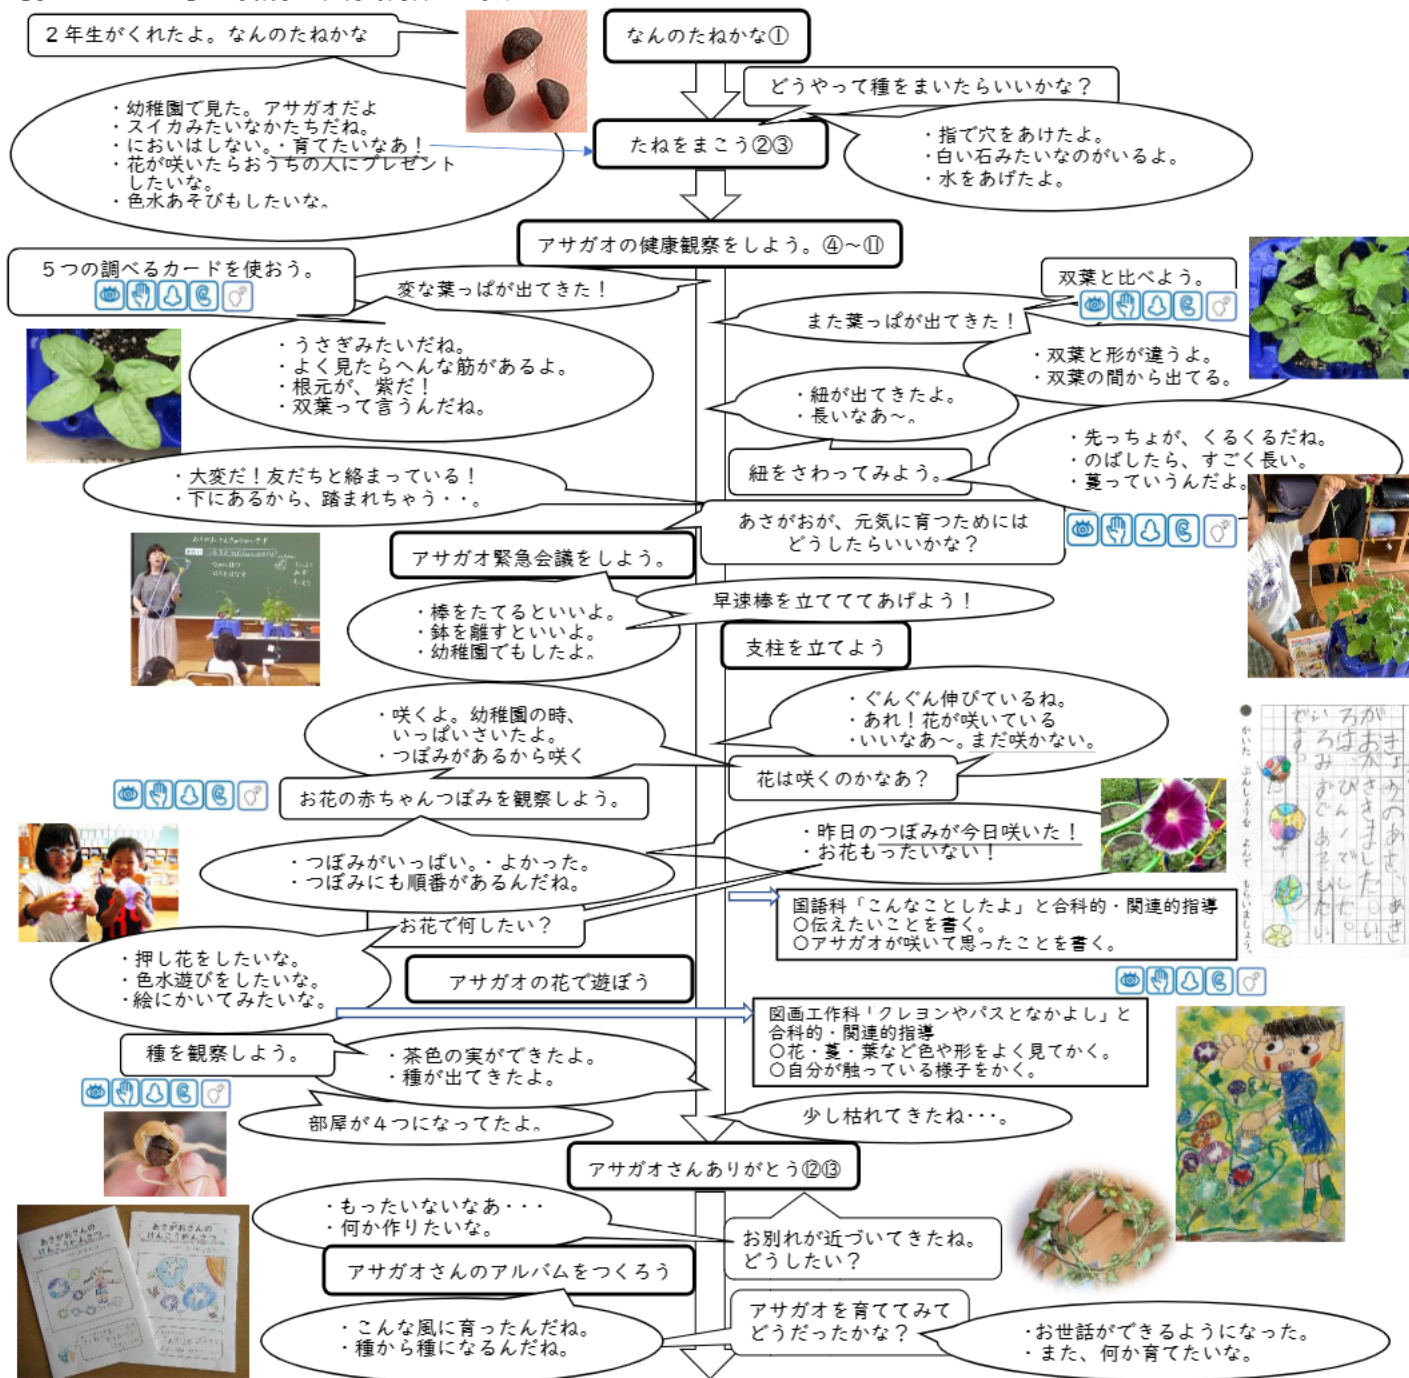 2年生がくれたよ。なんのたねかな
なんのたねかな①
・幼稚園で見た。アサガオだよ
・スイカみたいなかたちだね。
・においはしない。・育てたいなあ！
・花が咲いたらおうちの人にプレゼント
したいな。
・色水あそびもしたいな。
どうやって種をまいたらいいかな？
たねをまこう②③
・指で穴をあけたよ。
・白い石みたいなのがいるよ。
・水をあげたよ。
アサガオの健康観察をしよう。④～⑪
5つの調べるカードを使おう。
変な葉っぱが出てきた！
・うさぎみたいだね。
・よく見たらへんな筋があるよ。
・根元が、紫だ！
・双葉って言うんだね。
また葉っぱが出てきた！
双葉と比べよう。
・双葉と形が違うよ。
・双葉の間から出てる。
・紐が出てきたよ。
・長いなあ～。
紐をさわってみよう。
・先っちょが、くるくるだね。
・のばしたら、すごく長い。
・蔓っていうんだよ。
・大変だ！友だちと絡まっている！
・下にあるから、踏まれちゃう・・。
あさがおが、元気に育つためには
どうしたらいいかな？
アサガオ緊急会議をしよう。
・棒をたてるといいよ。
・鉢を離すといいよ。
・幼稚園でもしたよ。
早速棒を立てててあげよう！
支柱を立てよう
・ぐんぐん伸びているね。
・あれ！花が咲いている
・いいなあ～。まだ咲かない。
花は咲くのかなあ？
・咲くよ。幼稚園の時、
いっぱいさいたよ。
・つぼみがあるから咲く
お花の赤ちゃんつぼみを観察しよう。
・つぼみがいっぱい。・よかった。
・つぼみにも順番があるんだね。
・昨日のつぼみが今日咲いた！
・お花もったいない！
お花で何したい？
国語科「こんなことしたよ」と合科的・関連的指導
○伝えたいことを書く。
○アサガオが咲いて思ったことを書く。
・押し花をしたいな。
・色水遊びをしたいな。
・絵にかいてみたいな。
アサガオの花で遊ぼう
図画工作科「クレヨンやパスとなかよし」と
合科的・関連的指導
○花・蔓・葉など色や形をよく見てかく。
○自分が触っている様子をかく。
種を観察しよう。
・茶色の実ができたよ。
・種が出てきたよ。
部屋が4つになってたよ。
少し枯れてきたね・・・。
アサガオさんありがとう⑫⑬
・もったいないなあ・・・
・何か作りたいな。
お別れが近づいてきたね。
どうしたい？
アサガオさんのアルバムをつくろう
アサガオを育ててみて
どうだったかな？
・こんな風に育ったんだね。
・種から種になるんだね。
・お世話ができるようになった。
・また、何か育てたいな。